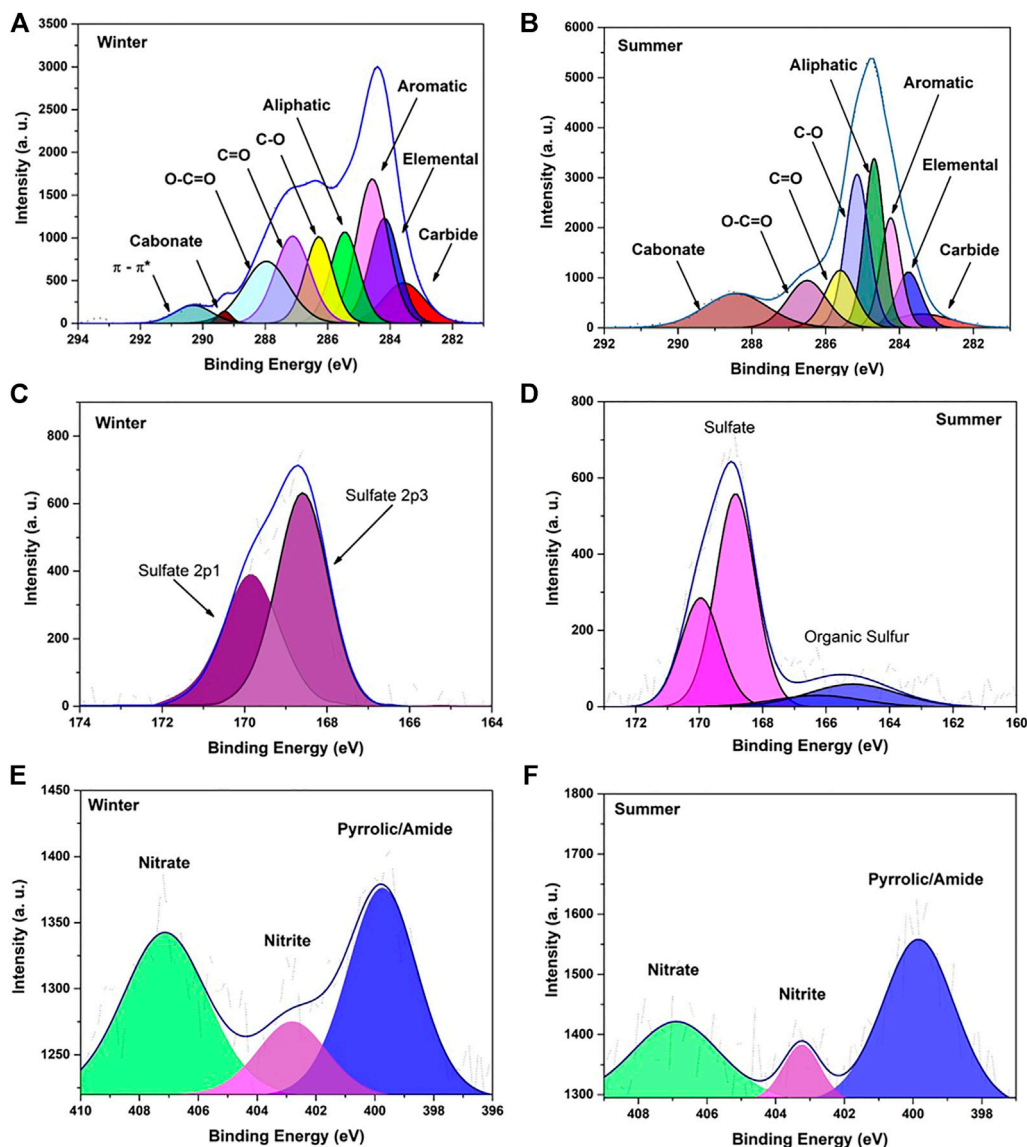 A
Winter
Intensity (a. u.)
3500
3000
2500
2000
1500
1000
500
0
Aromatic
Aliphatic
C-O
C=O
Elemental
O-C=O
Carbide
Cabonate
π - π*
294
292
290
288
286
284
282
Binding Energy (eV)
B
Summer
Intensity (a. u.)
6000
5000
4000
3000
2000
1000
0
Aliphatic
Aromatic
C-O
C=O
Elemental
O-C=O
Cabonate
Carbide
292
290
288
286
284
282
Binding Energy (eV)
C
Winter
Intensity (a. u.)
800
600
400
200
0
Sulfate 2p3
Sulfate 2p1
174
172
170
168
166
164
Binding Energy (eV)
D
Summer
Intensity (a. u.)
800
600
400
200
0
Sulfate
Organic Sulfur
172
170
168
166
164
162
160
Binding Energy (eV)
E
Winter
Intensity (a. u.)
1450
1400
1350
1300
1250
Pyrrolic/Amide
Nitrate
Nitrite
410
408
406
404
402
400
398
396
Binding Energy (eV)
F
Summer
Intensity (a. u.)
1800
1700
1600
1500
1400
1300
Pyrrolic/Amide
Nitrate
Nitrite
408
406
404
402
400
398
Binding Energy (eV)